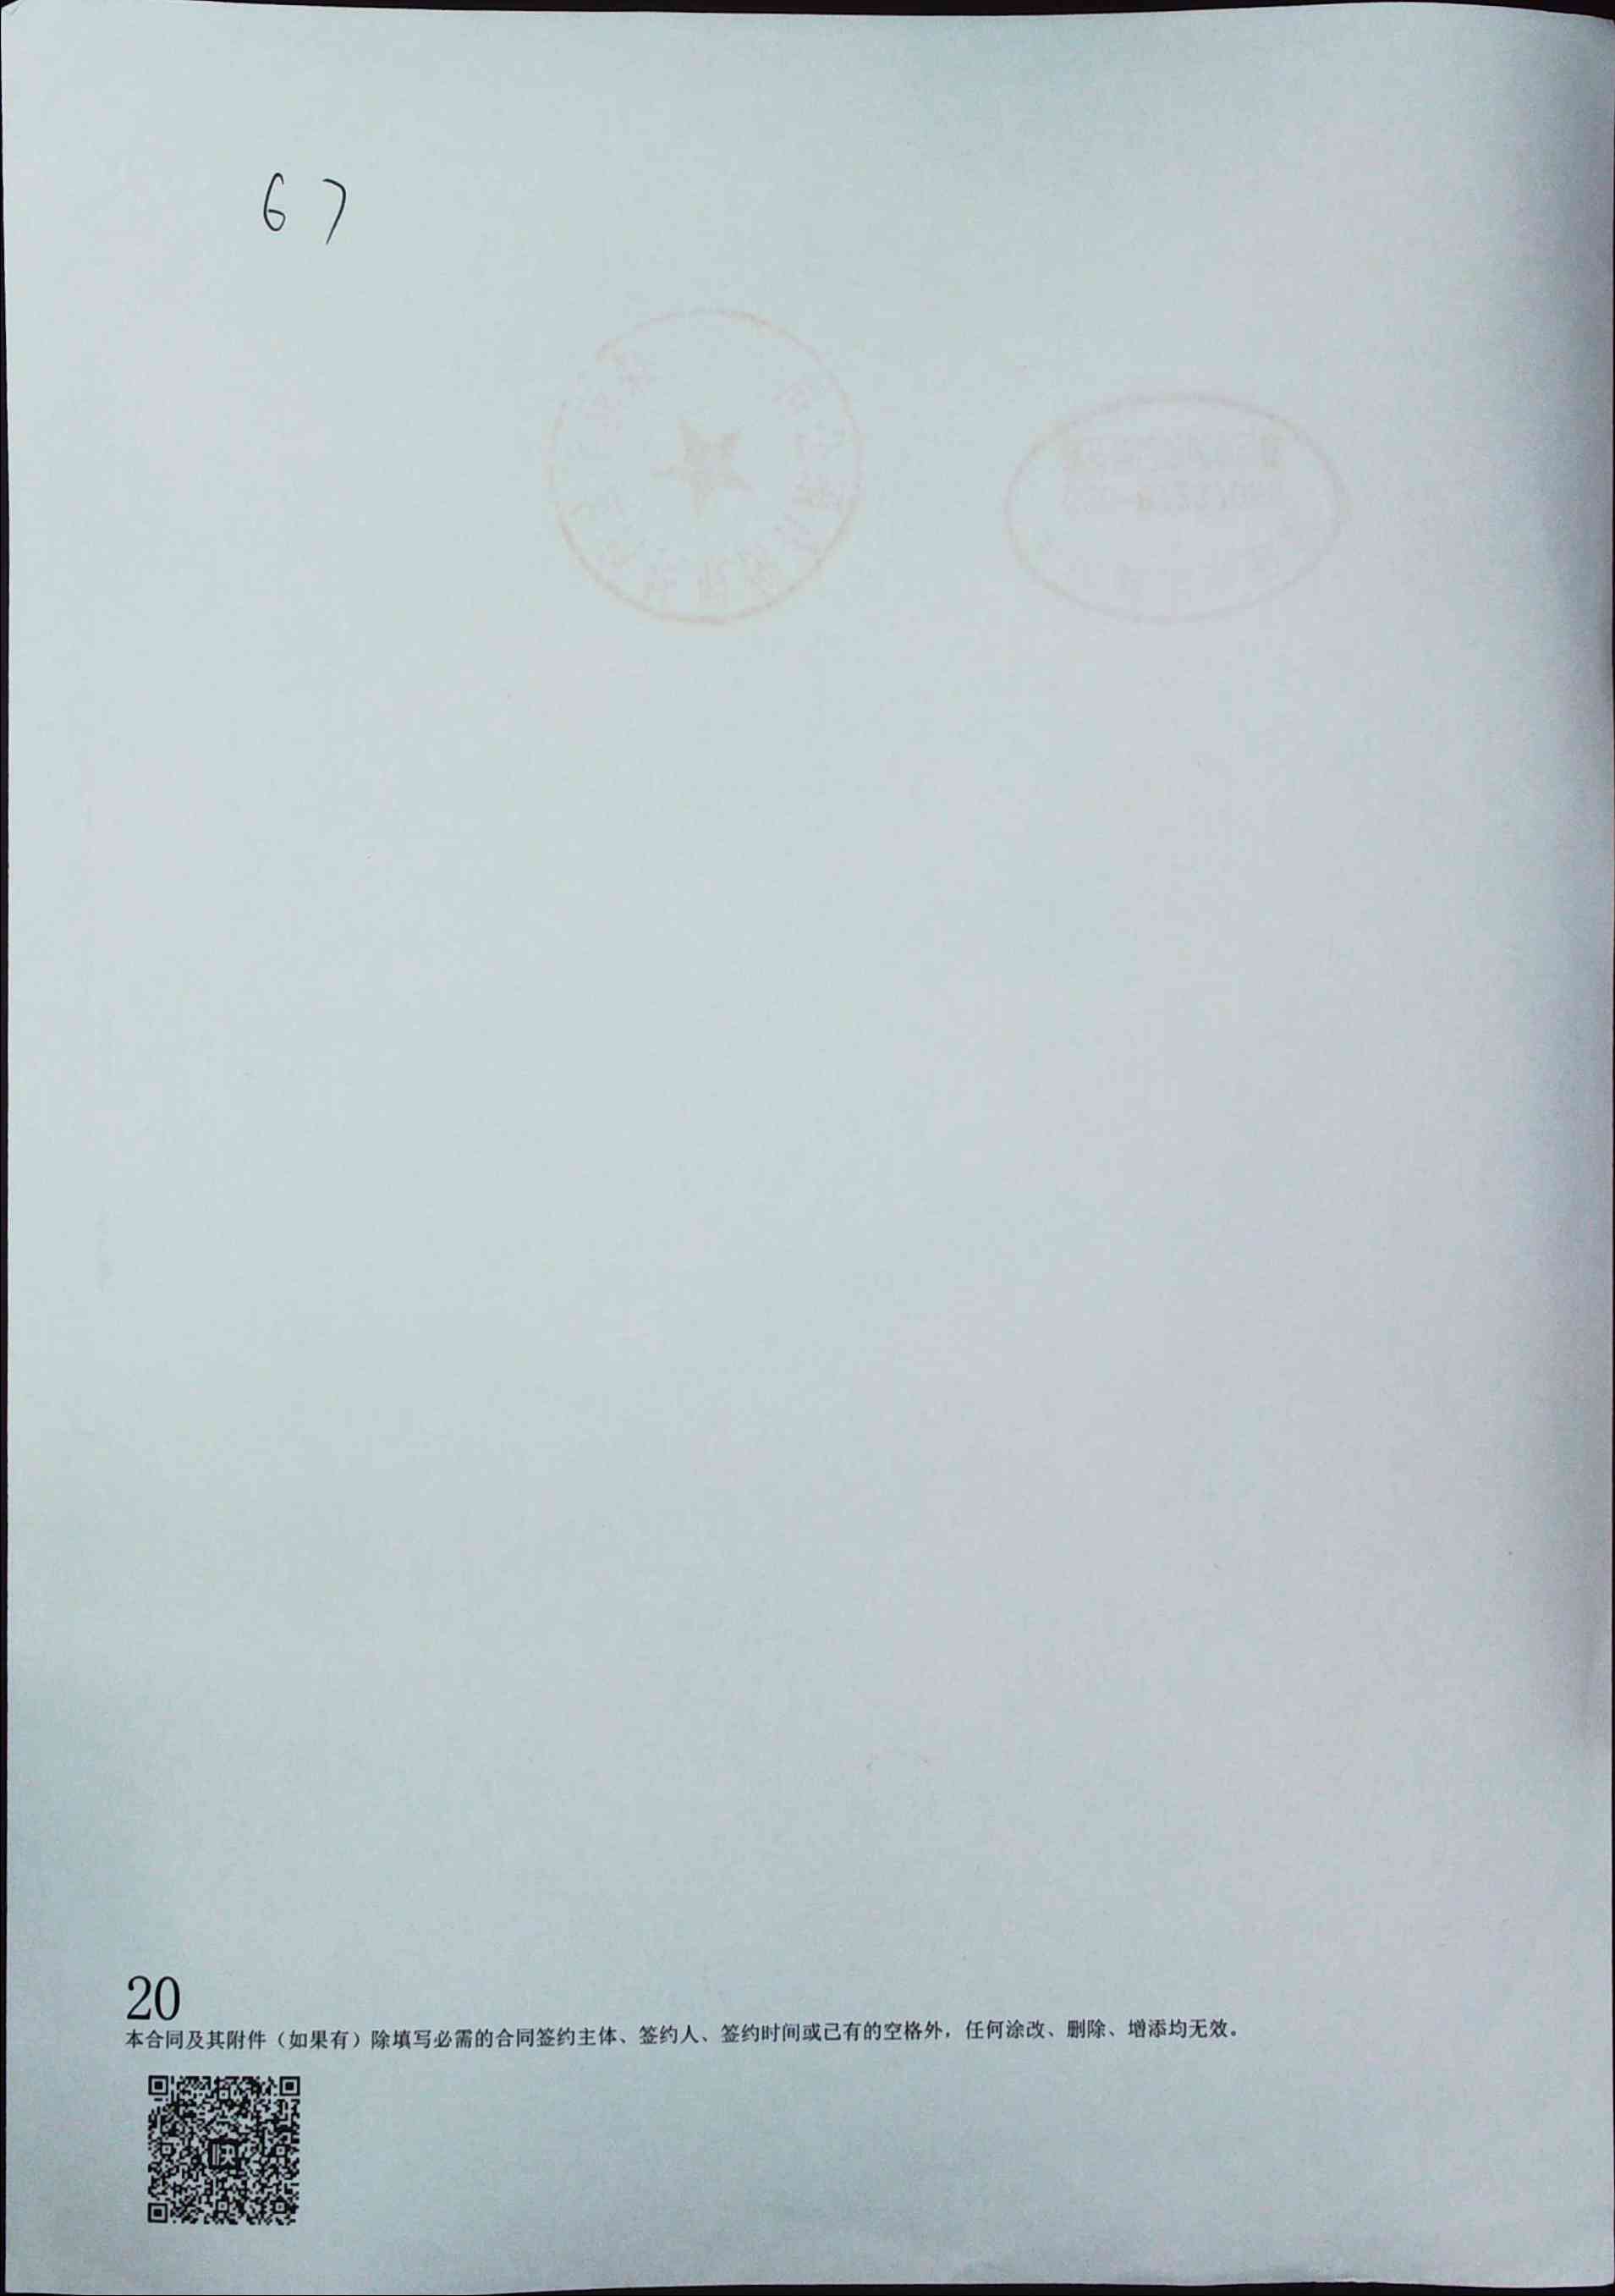 67
20
本合同及其附件（如果有）除填写必需的合同签约主体、签约人、签约时间或已有的空格外，任何涂改、删除、增添均无效。
快